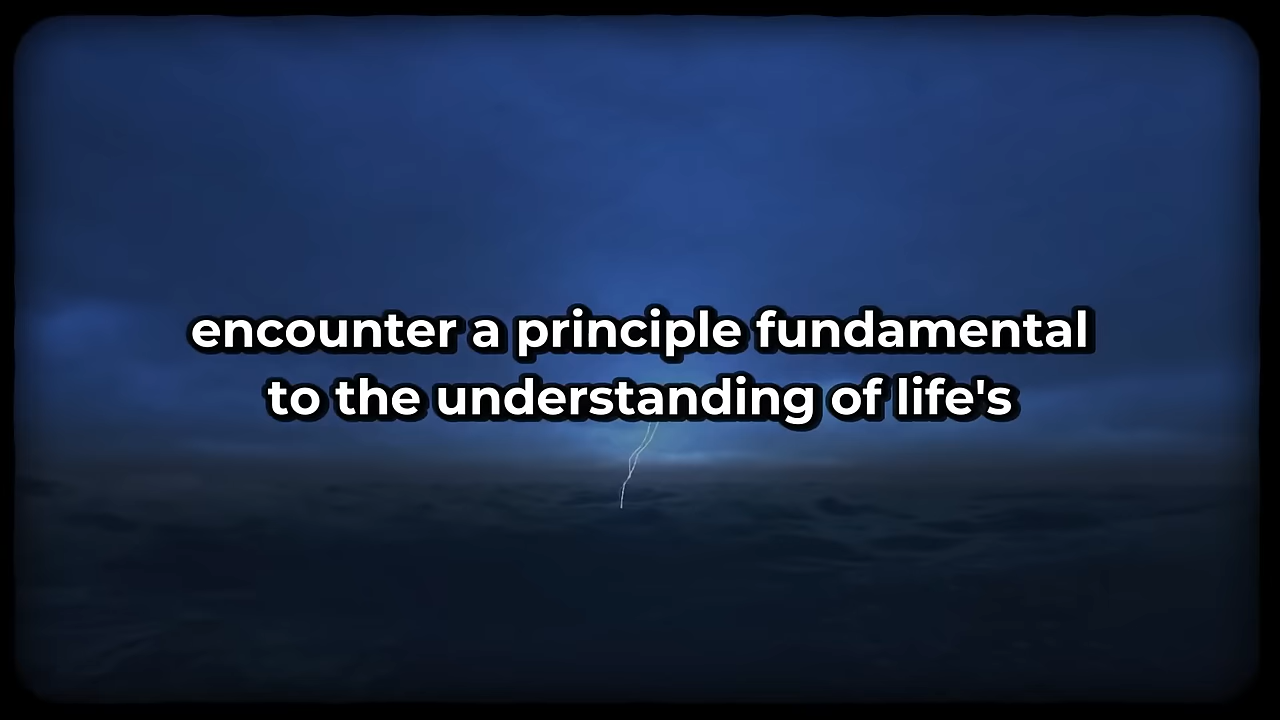 encounter a principle fundamental
to the understanding of life's